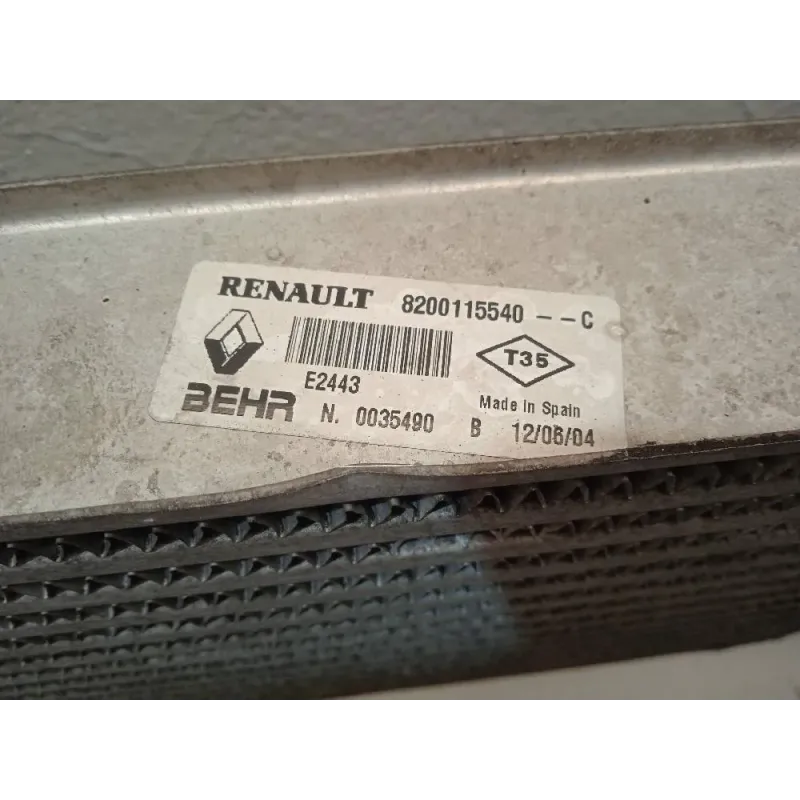 RENAULT 8200115540 -- C
T35
E2443
Made in Spain
BEHR N. 0035490 B 12/06/04